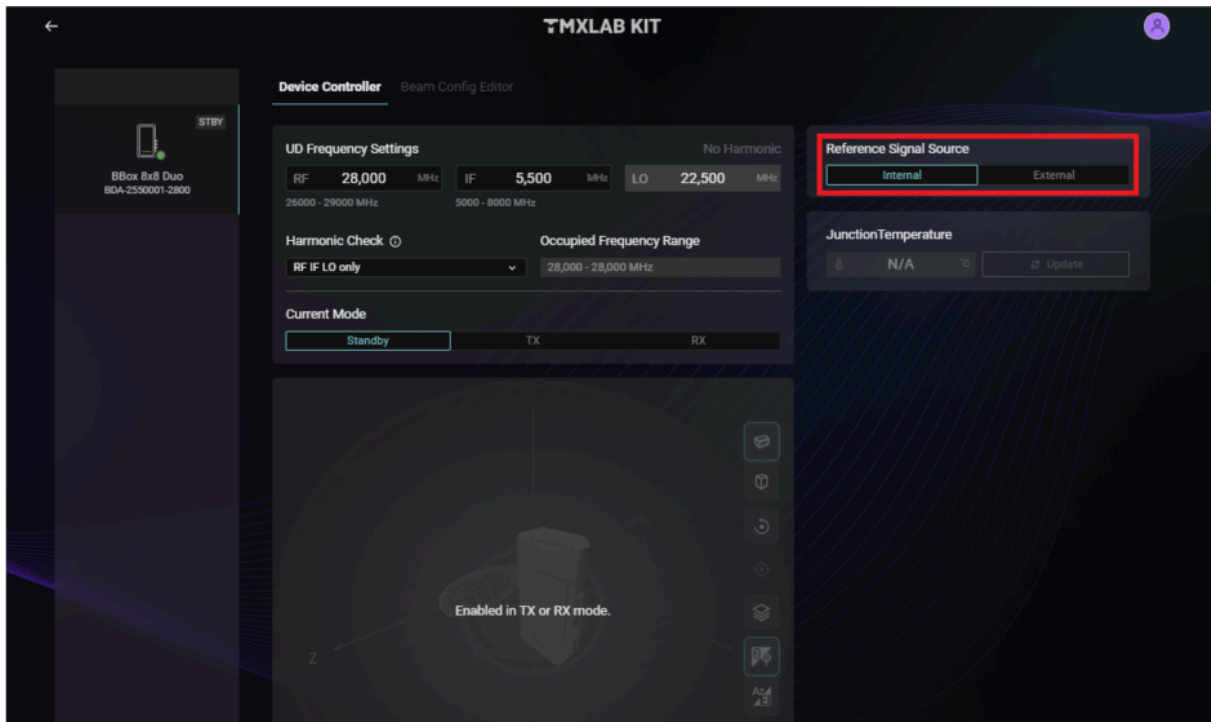 TMXLAB KIT
Device Controller
Beam Config Editor
STBY
BBox 8x8 Duo
BDA-2550001-2800
UD Frequency Settings
No Harmonic
RF 28,000 MHz
IF 5,500 MHz
LO 22,500 MHz
26000 - 29000 MHz
5000 - 8000 MHz
Harmonic Check
Occupied Frequency Range
RF IF LO only
28,000 - 28,000 MHz
Current Mode
Standby
TX
RX
Reference Signal Source
Internal
External
JunctionTemperature
N/A °C
Update
Enabled in TX or RX mode.
Z